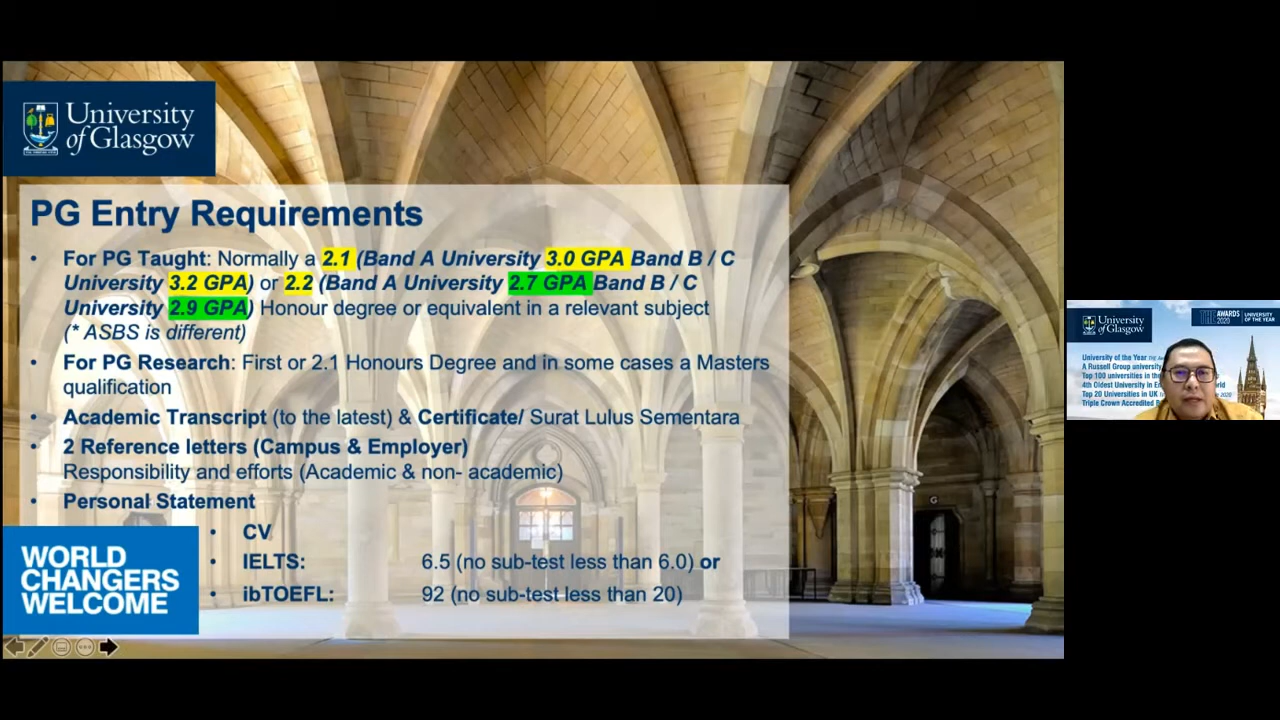 University
of Glasgow
PG Entry Requirements
• For PG Taught: Normally a 2.1 (Band A University 3.0 GPA Band B / C
University 3.2 GPA) or 2.2 (Band A University 2.7 GPA Band B / C
University 2.9 GPA) Honour degree or equivalent in a relevant subject
(* ASBS is different)
• For PG Research: First or 2.1 Honours Degree and in some cases a Masters
qualification
• Academic Transcript (to the latest) & Certificate/ Surat Lulus Sementara
• 2 Reference letters (Campus & Employer)
Responsibility and efforts (Academic & non- academic)
• Personal Statement
• CV
• IELTS: 6.5 (no sub-test less than 6.0) or
• ibTOEFL: 92 (no sub-test less than 20)
WORLD
CHANGERS
WELCOME
G
University
of Glasgow
AWARDS
2020
UNIVERSITY
OF THE YEAR
University of the Year
A Russell Group university
Top 100 universities in the
4th Oldest University in
Top 20 Universities in UK
Triple Crown Accredited